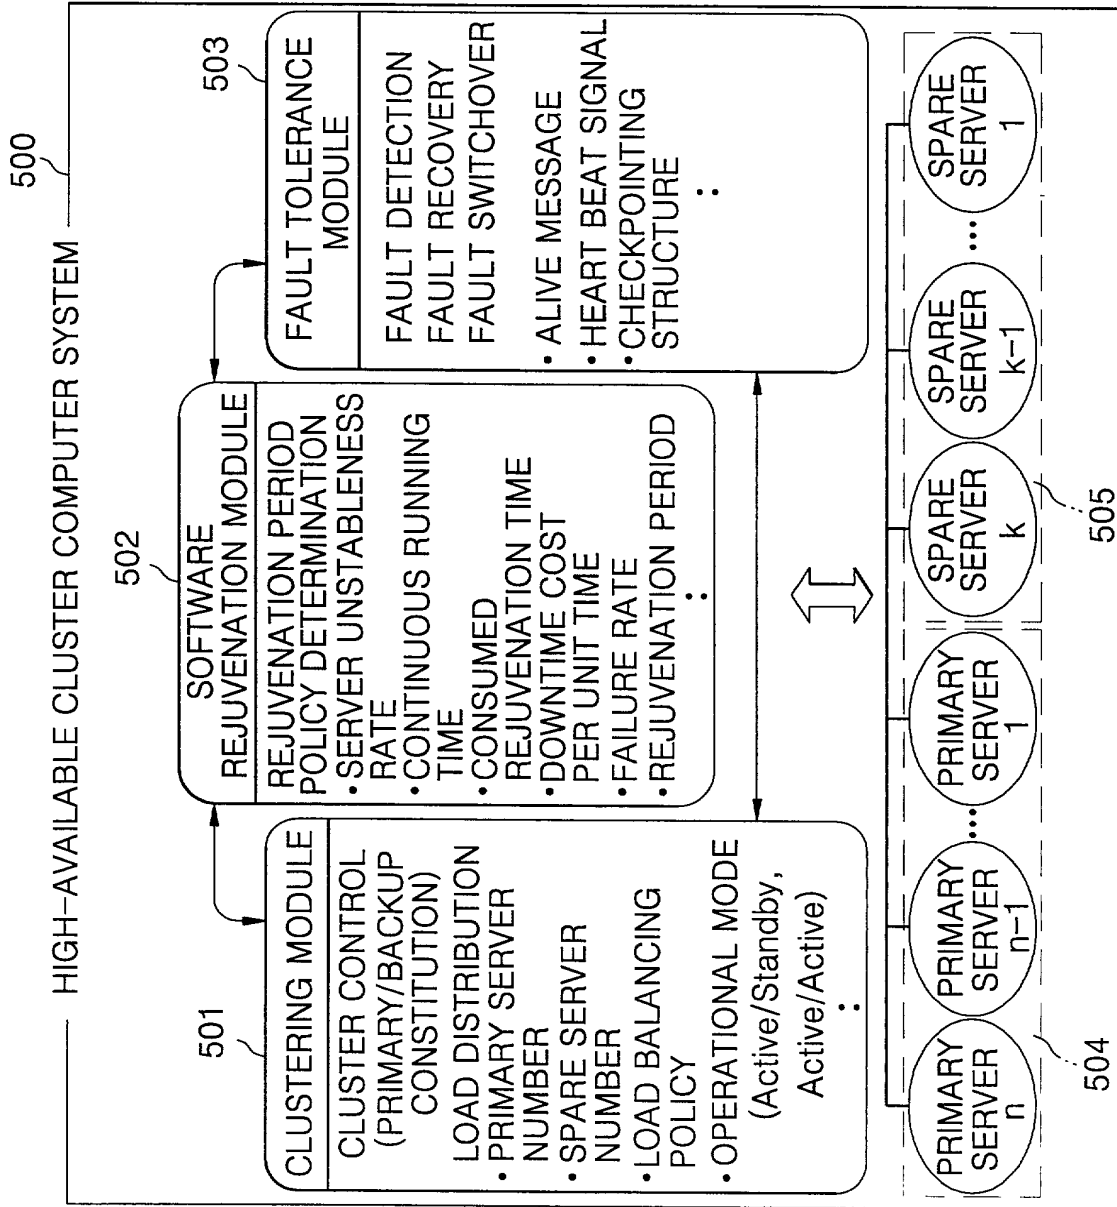 HIGH-AVAILABLE CLUSTER COMPUTER SYSTEM
500
501
CLUSTERING MODULE
CLUSTER CONTROL
(PRIMARY/BACKUP
CONSTITUTION)
LOAD DISTRIBUTION
• PRIMARY SERVER
NUMBER
• SPARE SERVER
NUMBER
• LOAD BALANCING
POLICY
• OPERATIONAL MODE
(Active/Standby,
Active/Active)
:
502
SOFTWARE
REJUVENATION MODULE
REJUVENATION PERIOD
POLICY DETERMINATION
• SERVER UNSTABLENESS
RATE
• CONTINUOUS RUNNING
TIME
• CONSUMED
REJUVENATION TIME
• DOWNTIME COST
PER UNIT TIME
• FAILURE RATE
• REJUVENATION PERIOD
:
503
FAULT TOLERANCE
MODULE
FAULT DETECTION
FAULT RECOVERY
FAULT SWITCHOVER
• ALIVE MESSAGE
• HEART BEAT SIGNAL
• CHECKPOINTING
STRUCTURE
:
PRIMARY
SERVER
n
PRIMARY
SERVER
n-1
••••
PRIMARY
SERVER
1
SPARE
SERVER
k
SPARE
SERVER
k-1
••••
SPARE
SERVER
1
504
505